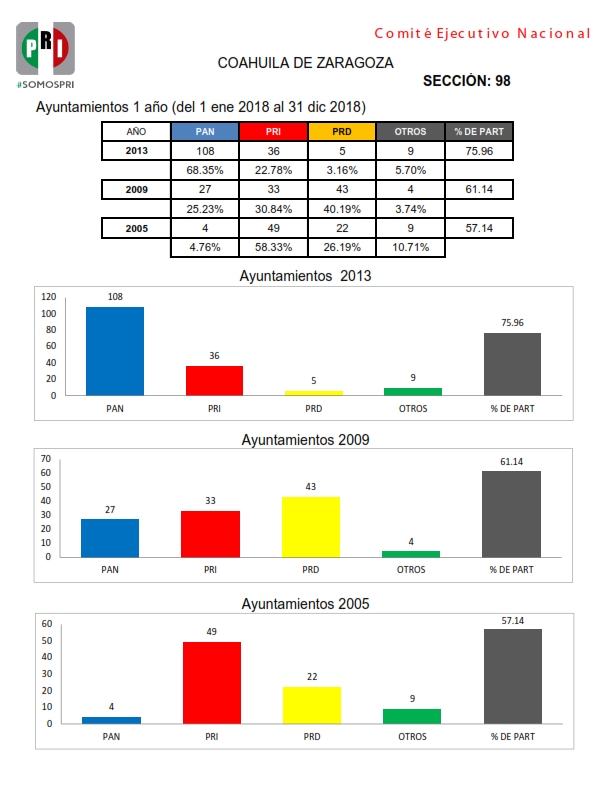 Comité Ejecutivo Nacional
PRI
#SOMOSPRI
COAHUILA DE ZARAGOZA
SECCIÓN: 98
Ayuntamientos 1 año (del 1 ene 2018 al 31 dic 2018)
AÑO PAN PRI PRD OTROS % DE PART
2013 108 36 5 9 75.96
68.35% 22.78% 3.16% 5.70%
2009 27 33 43 4 61.14
25.23% 30.84% 40.19% 3.74%
2005 4 49 22 9 57.14
4.76% 58.33% 26.19% 10.71%
Ayuntamientos 2013
120
100
80
60
40
20
0
108
36
5
9
75.96
PAN PRI PRD OTROS % DE PART
Ayuntamientos 2009
70
60
50
40
30
20
10
0
27
33
43
4
61.14
PAN PRI PRD OTROS % DE PART
Ayuntamientos 2005
60
50
40
30
20
10
0
4
49
22
9
57.14
PAN PRI PRD OTROS % DE PART